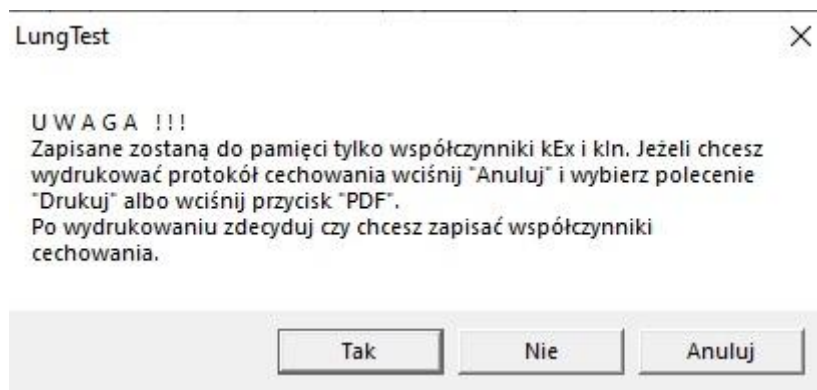 LungTest
U W A G A !!!
Zapisane zostaną do pamięci tylko współczynniki kEx i kIn. Jeżeli chcesz
wydrukować protokół cechowania wciśnij "Anuluj" i wybierz polecenie
"Drukuj" albo wciśnij przycisk "PDF".
Po wydrukowaniu zdecyduj czy chcesz zapisać współczynniki
cechowania.
Tak Nie Anuluj